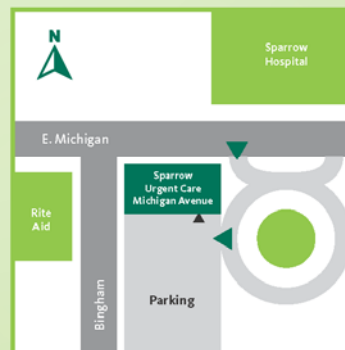 N
Sparrow
Hospital
E. Michigan
Sparrow
Urgent Care
Michigan Avenue
Rite
Aid
Bingham
Parking